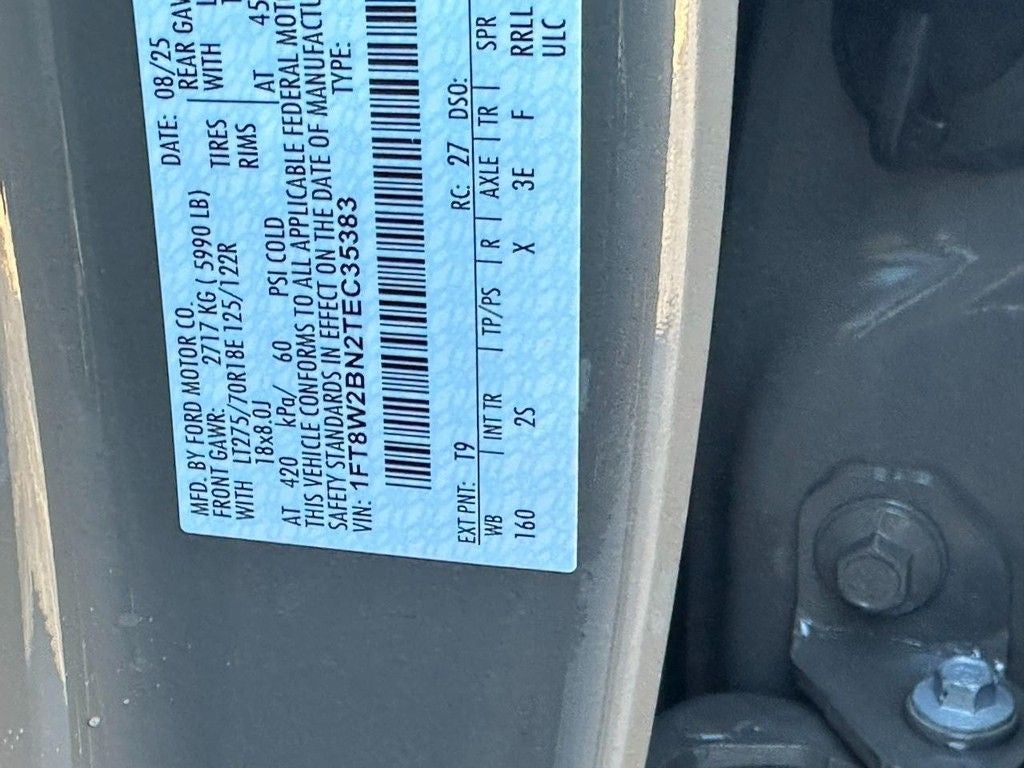 MFD. BY FORD MOTOR CO.
DATE: 08/25
FRONT GAWR: 2717 KG ( 5990 LB)
REAR GAW
WITH LT275/70R18E 125/122R TIRES WITH
18x8.0J RIMS
AT 420 kPa/ 60 PSI COLD AT 45
THIS VEHICLE CONFORMS TO ALL APPLICABLE FEDERAL MOTO
SAFETY STANDARDS IN EFFECT ON THE DATE OF MANUFACTU
VIN: 1FT8W2BN2TEC35383 TYPE:
EXT PNT: T9 RC: 27 DSO:
WB | INT TR | TP/PS | R | AXLE | TR | SPR
160 2S X 3E F RRLL
ULC